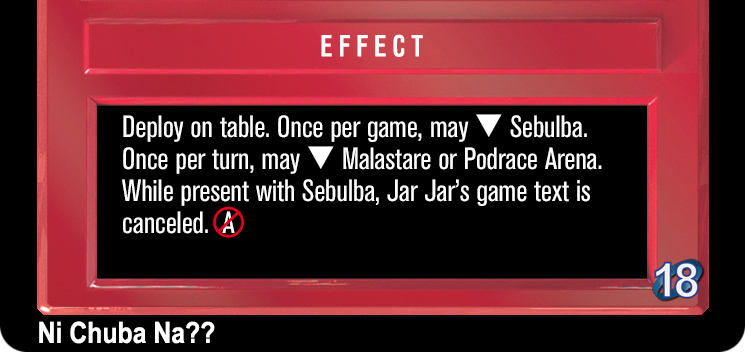 EFFECT
Deploy on table. Once per game, may ▼ Sebulba.
Once per turn, may ▼ Malastare or Podrace Arena.
While present with Sebulba, Jar Jar’s game text is
canceled. A
18
Ni Chuba Na??